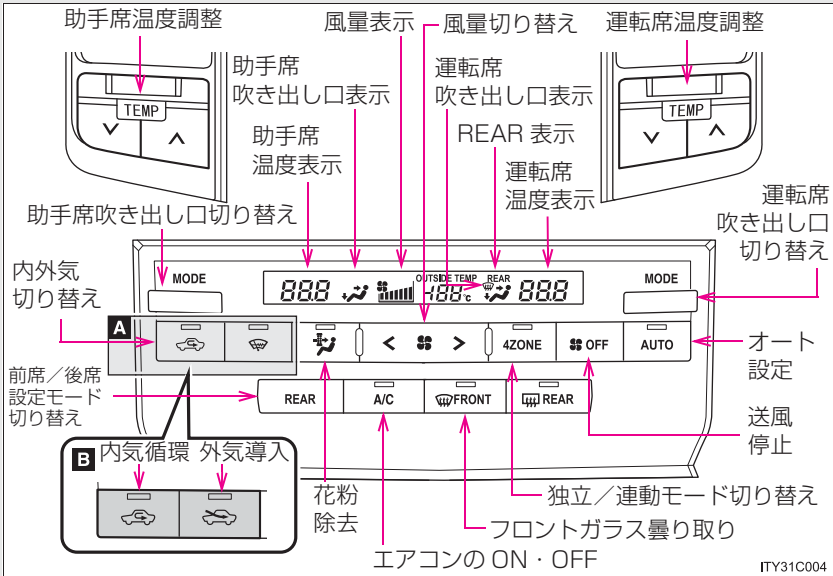 助手席温度調整
風量表示
風量切り替え
運転席温度調整
助手席
吹き出し口表示
運転席
吹き出し口表示
TEMP
TEMP
助手席
温度表示
REAR 表示
運転席
温度表示
運転席
吹き出し口
切り替え
助手席吹き出し口切り替え
内外気
切り替え
MODE
888
OUTSIDE TEMP
-188℃
REAR
888
MODE
A
< >
4ZONE
OFF
AUTO
オート
設定
前席／後席
設定モード
切り替え
REAR
A/C
FRONT
REAR
送風
停止
B
内気循環
外気導入
花粉
除去
独立／連動モード切り替え
フロントガラス曇り取り
エアコンの ON・OFF
ITY31C004